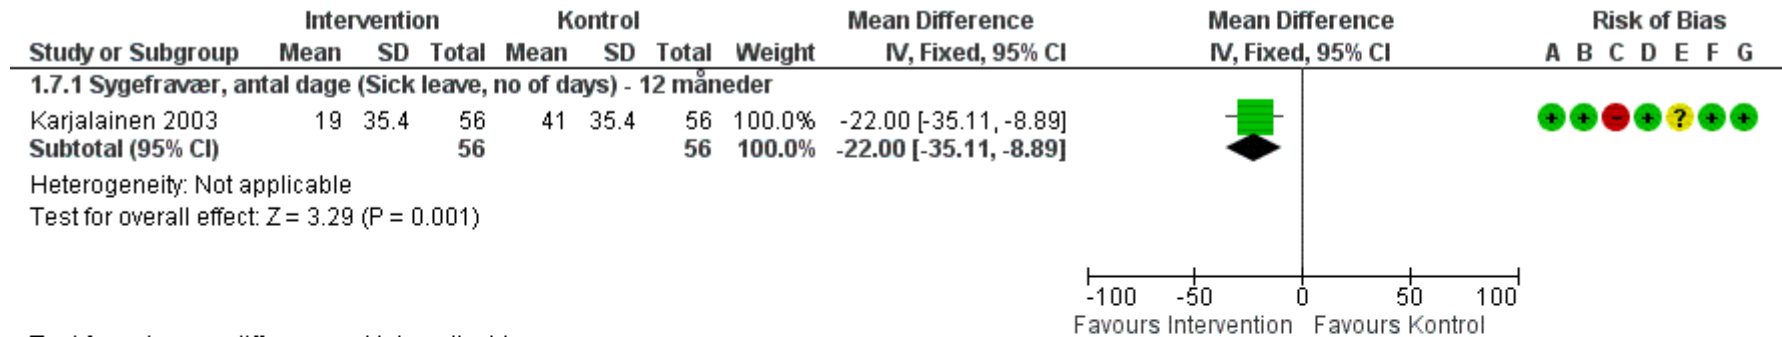 Intervention Kontrol Mean Difference Mean Difference Risk of Bias
Study or Subgroup Mean SD Total Mean SD Total Weight IV, Fixed, 95% CI IV, Fixed, 95% CI A B C D E F G
1.7.1 Sygefravær, antal dage (Sick leave, no of days) - 12 måneder
Karjalainen 2003 19 35.4 56 41 35.4 56 100.0% -22.00 [-35.11, -8.89] + + - + ? + +
Subtotal (95% CI) 56 56 100.0% -22.00 [-35.11, -8.89]
Heterogeneity: Not applicable
Test for overall effect: Z = 3.29 (P = 0.001)
-100 -50 0 50 100
Favours Intervention Favours Kontrol